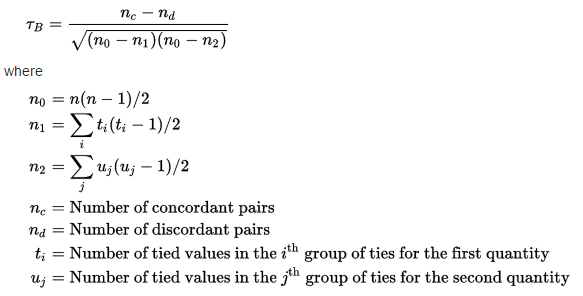 τ_B = (n_c − n_d) / √((n_0 − n_1)(n_0 − n_2))
where
n_0 = n(n − 1)/2
n_1 = ∑_i t_i(t_i − 1)/2
n_2 = ∑_j u_j(u_j − 1)/2
n_c = Number of concordant pairs
n_d = Number of discordant pairs
t_i = Number of tied values in the i^th group of ties for the first quantity
u_j = Number of tied values in the j^th group of ties for the second quantity